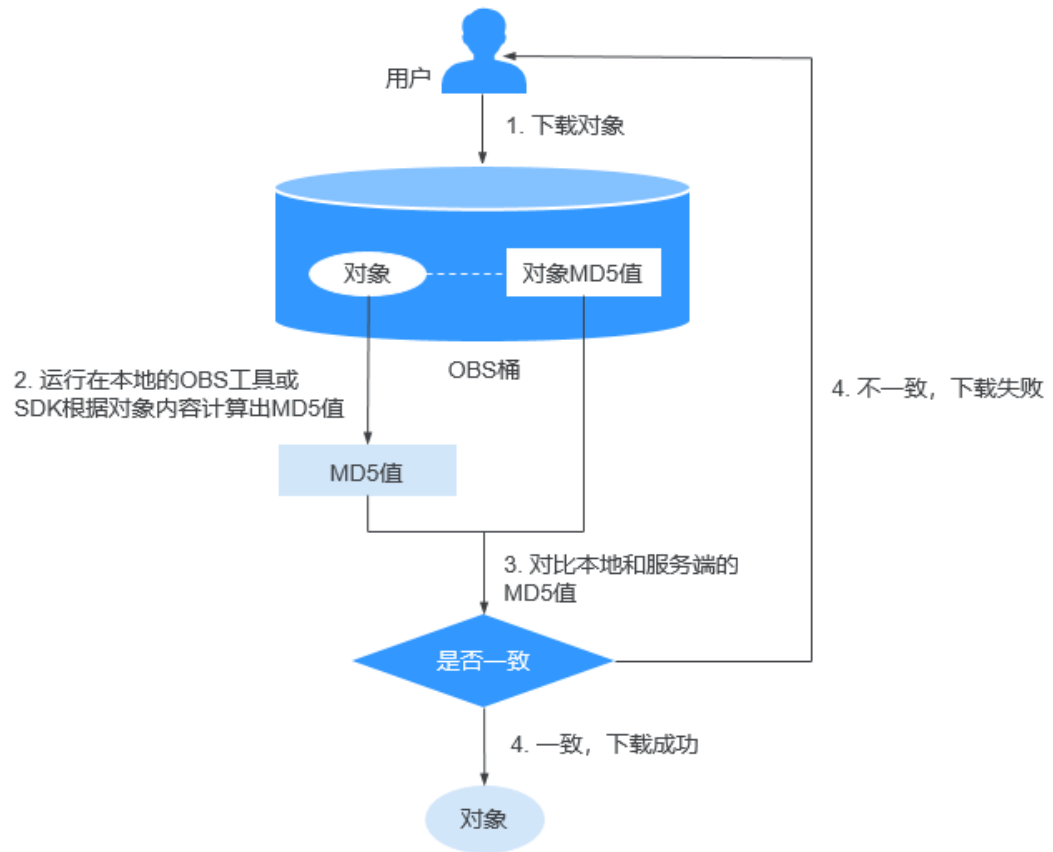 用户
1. 下载对象
对象
对象MD5值
OBS桶
2. 运行在本地的OBS工具或
SDK根据对象内容计算出MD5值
4. 不一致，下载失败
MD5值
3. 对比本地和服务端的
MD5值
是否一致
4. 一致，下载成功
对象